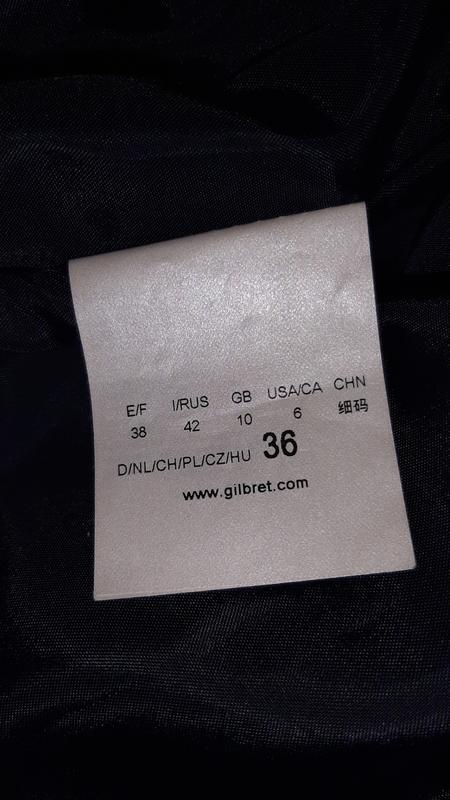 E/F I/RUS GB USA/CA CHN
38 42 10 6 细码
D/NL/CH/PL/CZ/HU 36
www.gilbret.com